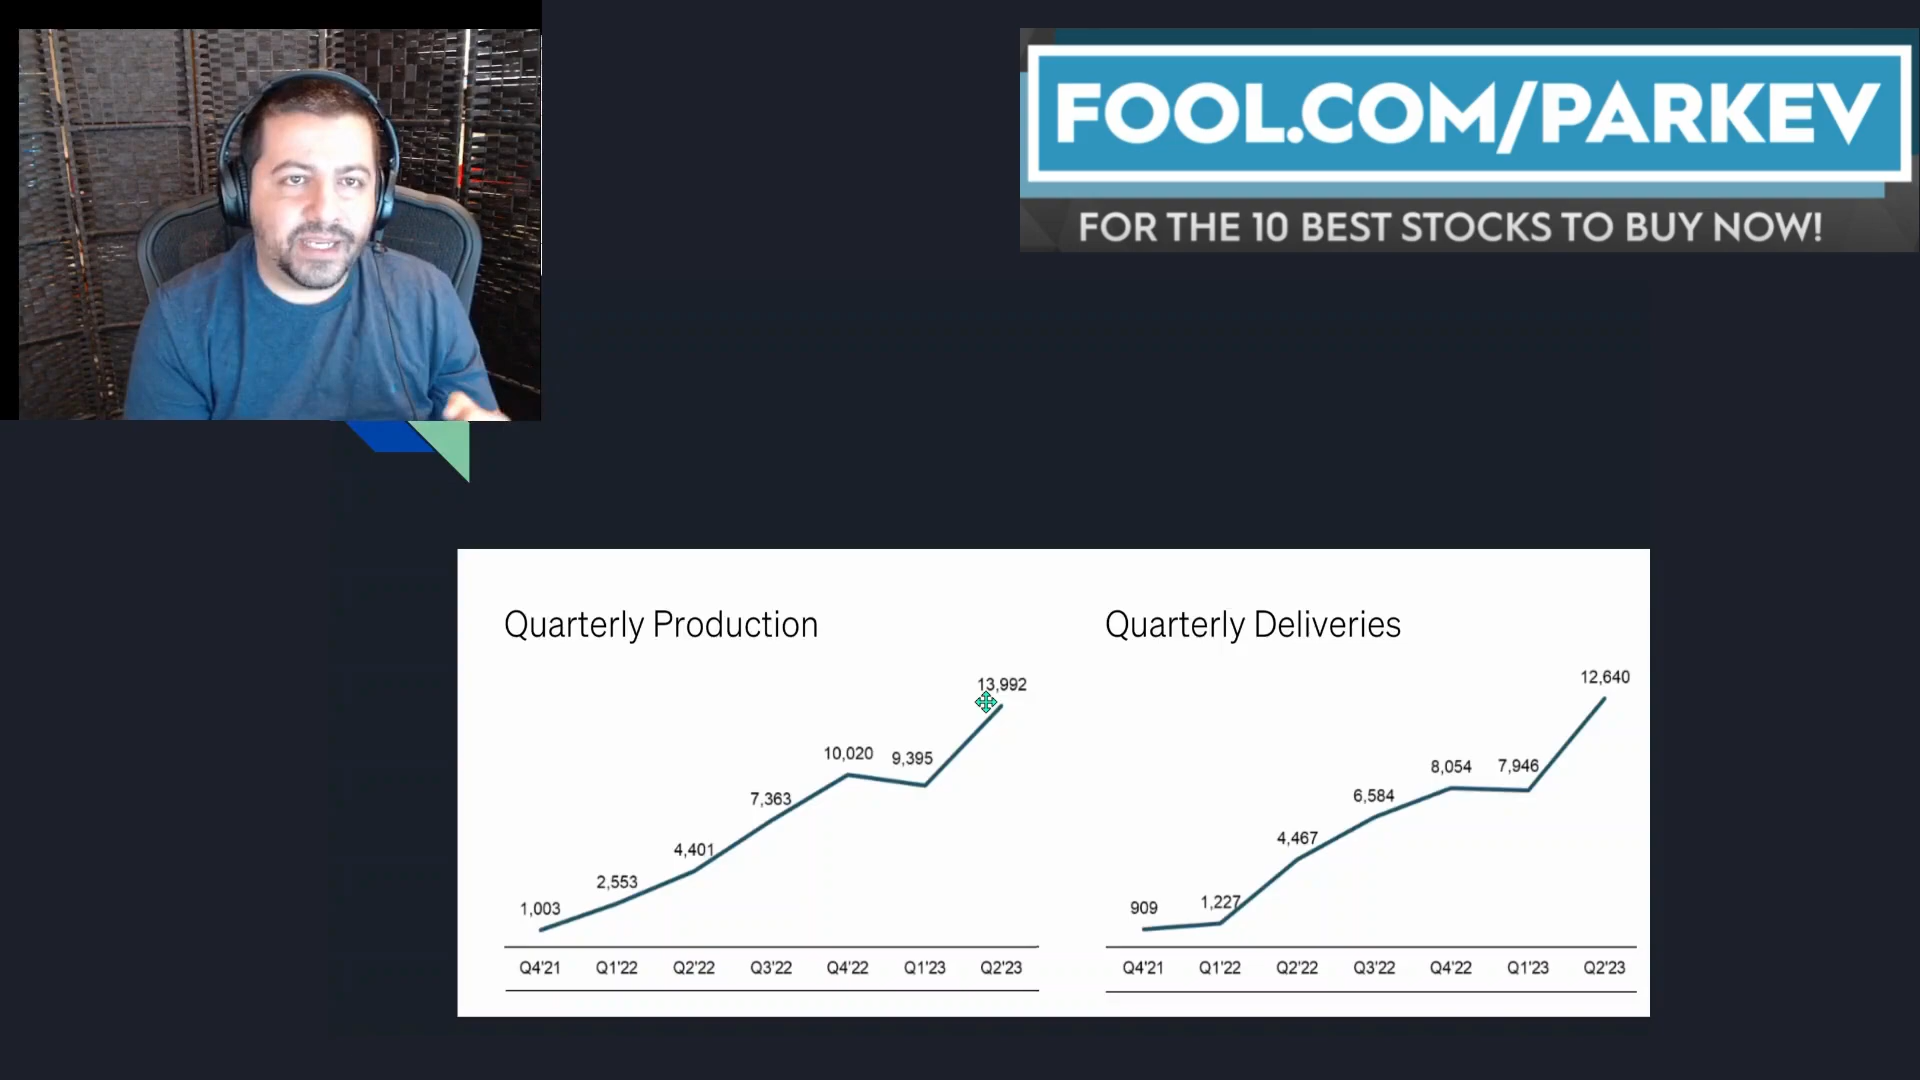 FOOL.COM/PARKEV
FOR THE 10 BEST STOCKS TO BUY NOW!
Quarterly Production
13,992
10,020
9,395
7,363
4,401
2,553
1,003
Q4'21 Q1'22 Q2'22 Q3'22 Q4'22 Q1'23 Q2'23
Quarterly Deliveries
12,640
8,054
7,946
6,584
4,467
1,227
909
Q4'21 Q1'22 Q2'22 Q3'22 Q4'22 Q1'23 Q2'23